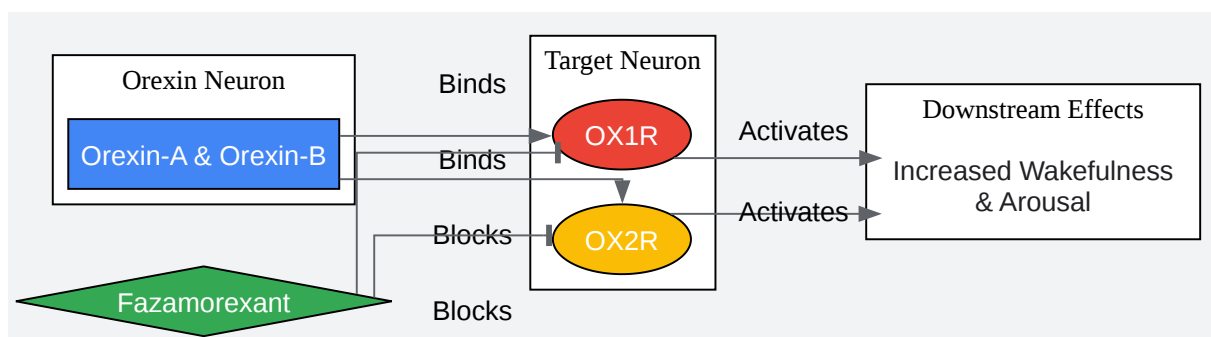 Orexin Neuron
Orexin-A & Orexin-B
Fazamorexant
Binds
Binds
Blocks
Blocks
Target Neuron
OX1R
OX2R
Activates
Activates
Downstream Effects
Increased Wakefulness
& Arousal